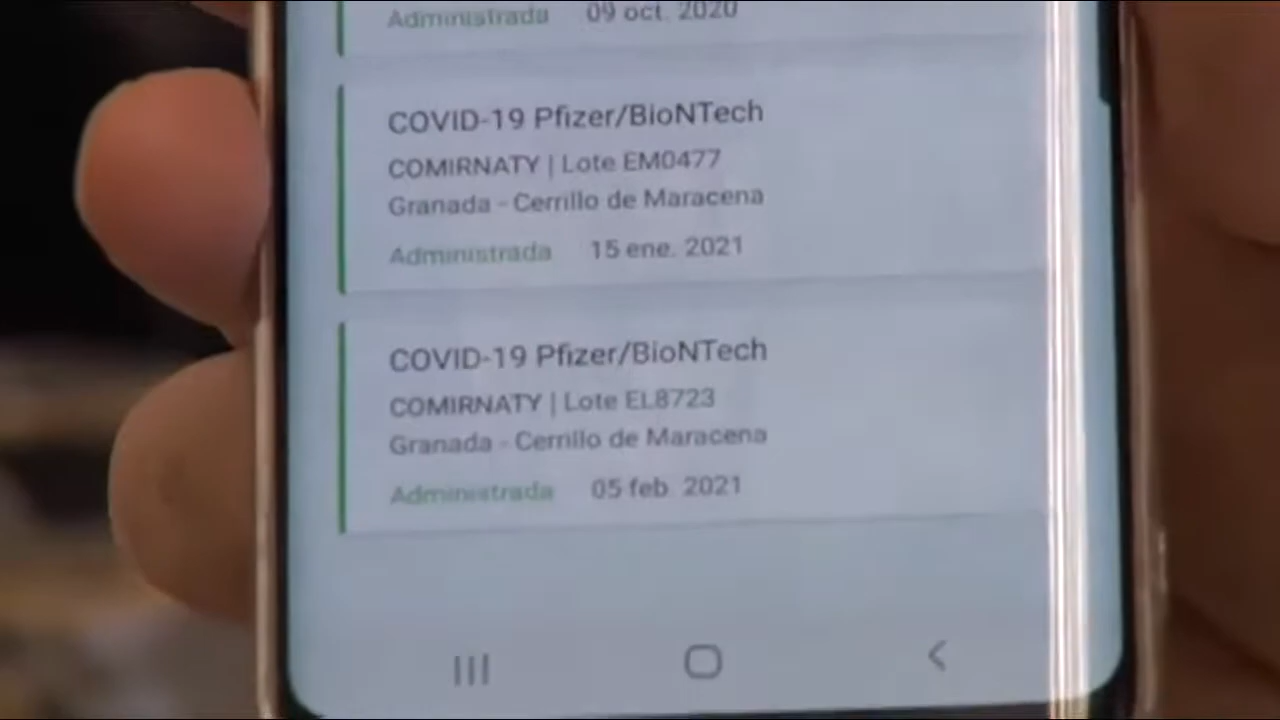 Administrada 09 oct. 2020
COVID-19 Pfizer/BioNTech
COMIRNATY | Lote EM0477
Granada - Cerrillo de Maracena
Administrada 15 ene. 2021
COVID-19 Pfizer/BioNTech
COMIRNATY | Lote EL8723
Granada - Cerrillo de Maracena
Administrada 05 feb. 2021